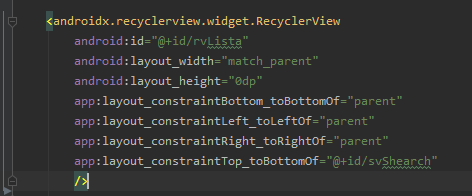 <androidx.recyclerview.widget.RecyclerView
android:id="@+id/rvLista"
android:layout_width="match_parent"
android:layout_height="0dp"
app:layout_constraintBottom_toBottomOf="parent"
app:layout_constraintLeft_toLeftOf="parent"
app:layout_constraintRight_toRightOf="parent"
app:layout_constraintTop_toBottomOf="@+id/svShearch"
/>